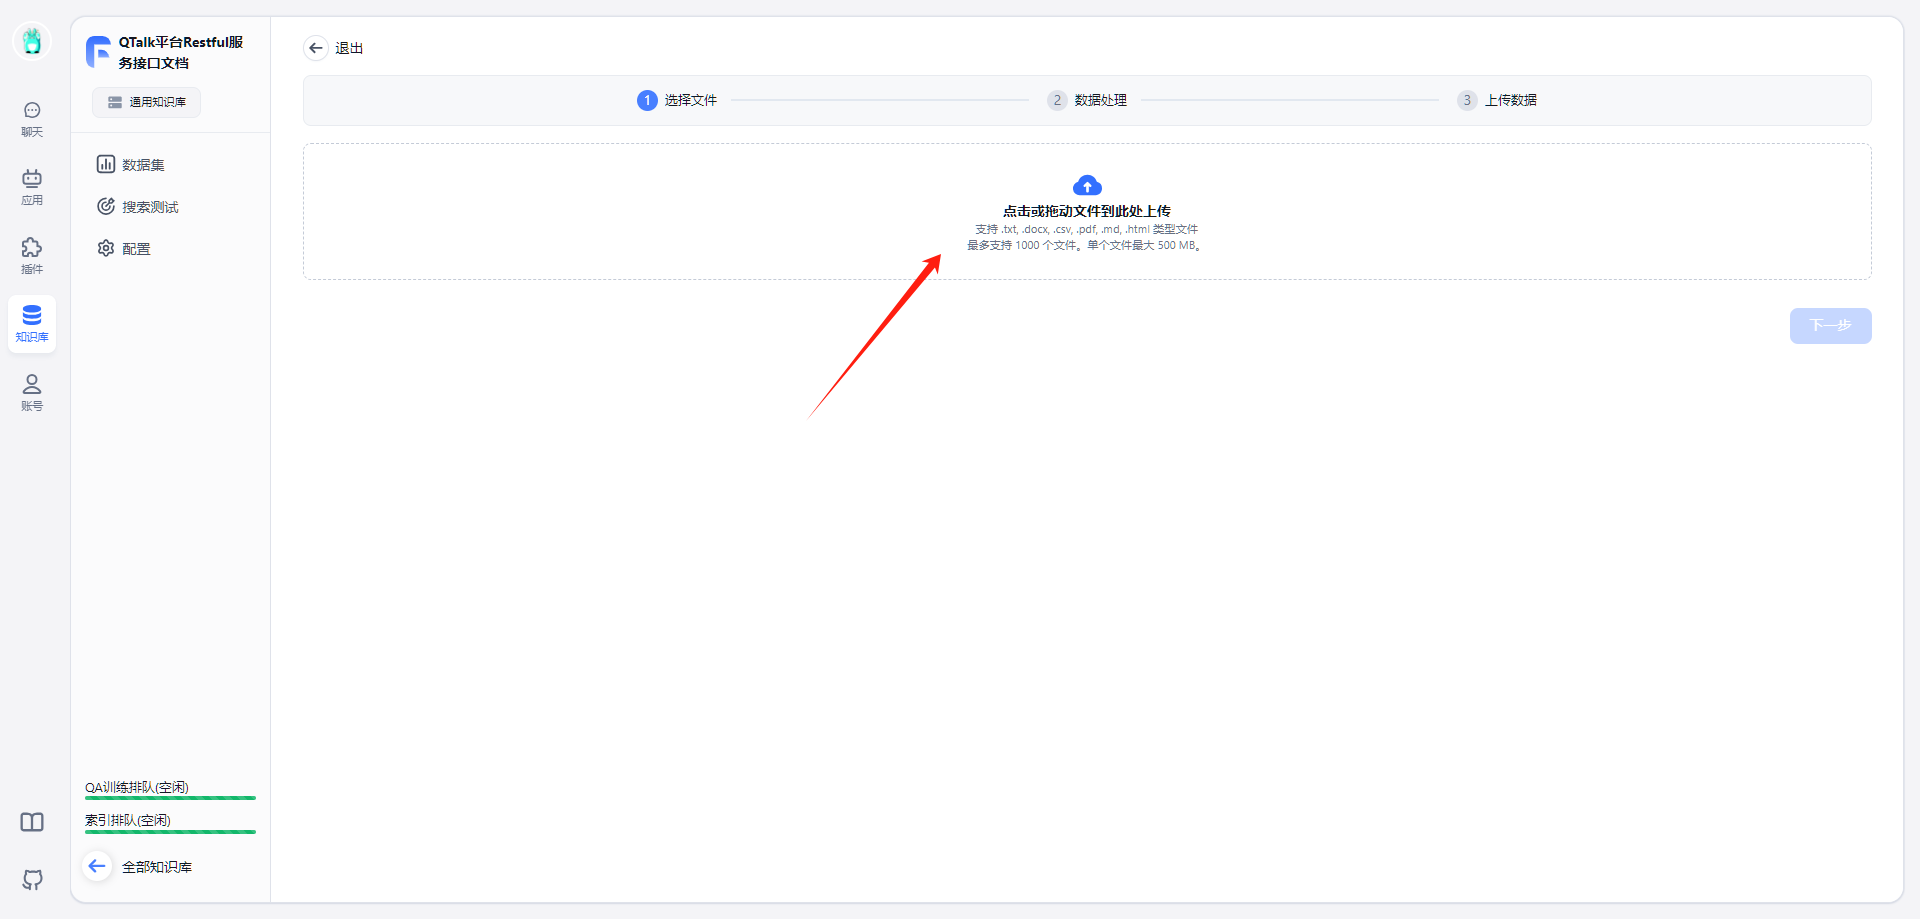 QTalk平台Restful服
务接口文档
通用知识库
聊天
应用
插件
知识库
账号
数据集
搜索测试
配置
QA训练排队(空闲)
索引排队(空闲)
全部知识库
退出
1 选择文件
2 数据处理
3 上传数据
点击或拖动文件到此处上传
支持 .txt, .docx, .csv, .pdf, .md, .html 类型文件
最多支持 1000 个文件。单个文件最大 500 MB。
下一步